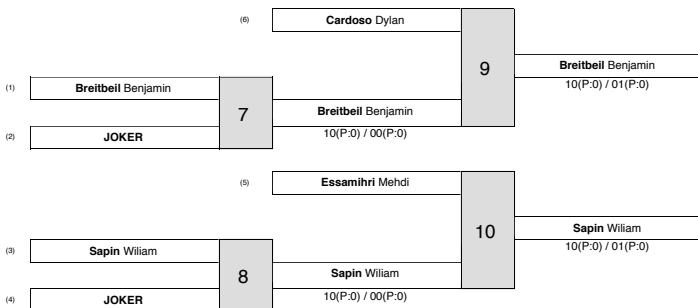 (6) Cardoso Dylan
9
Breitbeil Benjamin
10(P:0) / 01(P:0)
(1) Breitbeil Benjamin
7
Breitbeil Benjamin
10(P:0) / 00(P:0)
(2) JOKER
(5) Essamihri Mehdi
10
Sapin Wiliam
10(P:0) / 01(P:0)
(3) Sapin Wiliam
8
Sapin Wiliam
10(P:0) / 00(P:0)
(4) JOKER